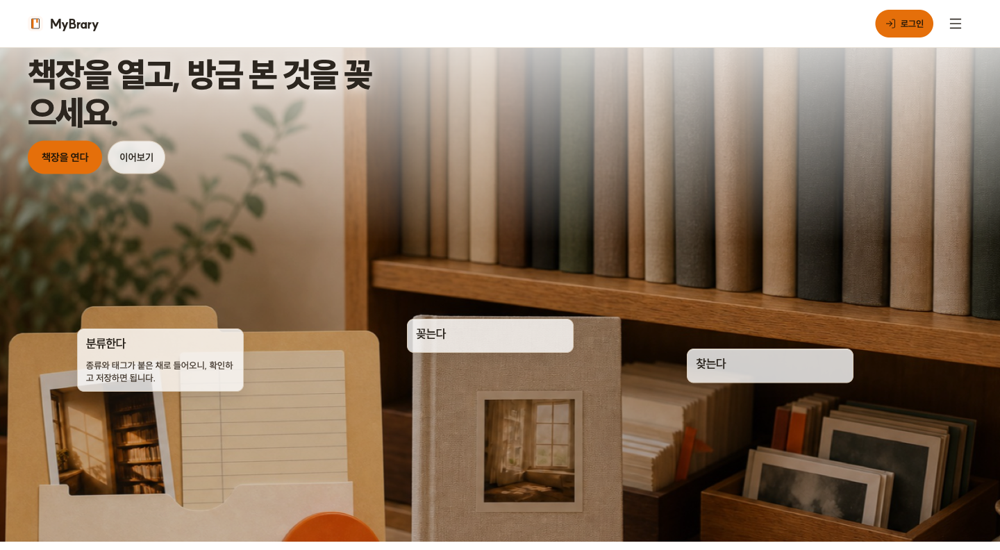 MyBrary
로그인
책장을 열고, 방금 본 것을 꽂
으세요.
책장을 연다
이어보기
분류한다
종류와 태그가 붙은 채로 들어오니, 확인하
고 저장하면 됩니다.
꽂는다
찾는다